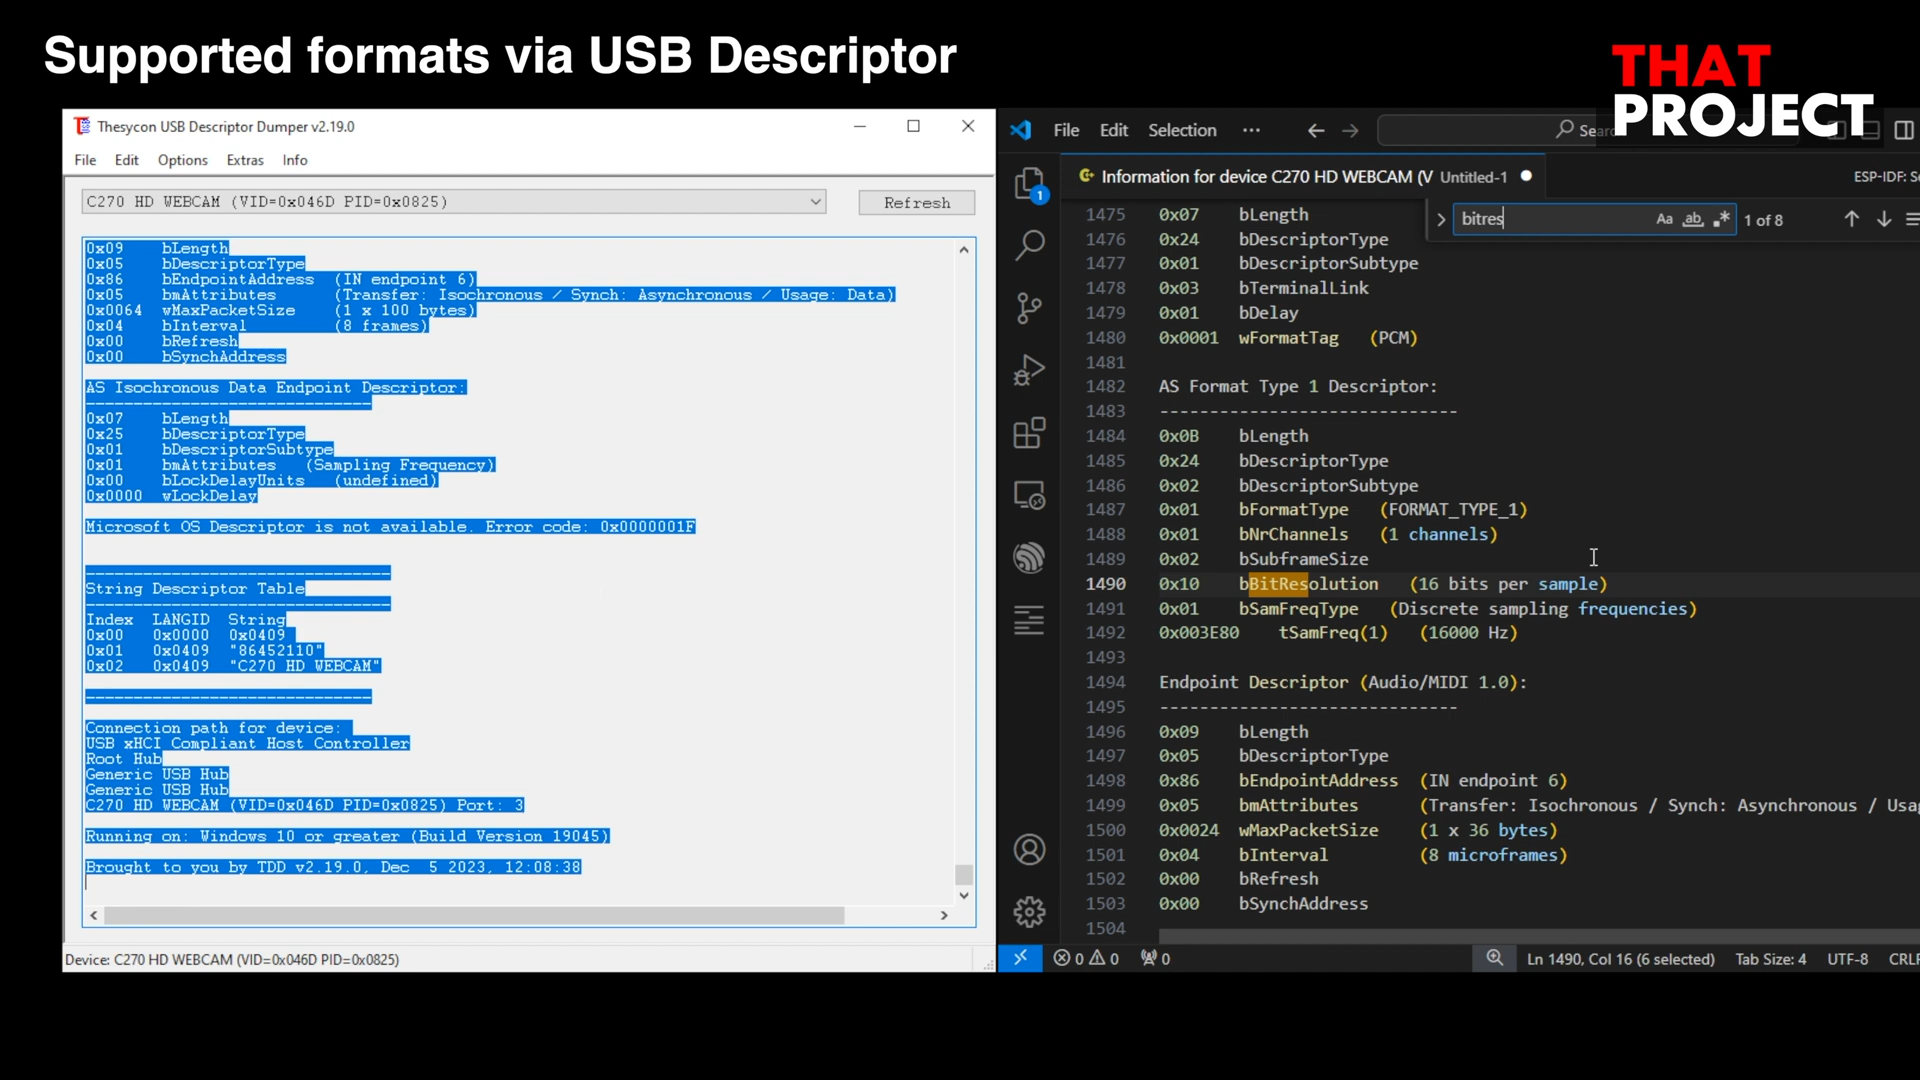 Supported formats via USB Descriptor
THAT
PROJECT
Thesycon USB Descriptor Dumper v2.19.0
File Edit Options Extras Info
C270 HD WEBCAM (VID=0x046D PID=0x0825)
Refresh
0x09 bLength
0x05 bDescriptorType
0x86 bEndpointAddress (IN endpoint 6)
0x05 bmAttributes (Transfer: Isochronous / Synch: Asynchronous / Usage: Data)
0x0064 wMaxPacketSize (1 x 100 bytes)
0x04 bInterval (8 frames)
0x00 bRefresh
0x00 bSynchAddress
AS Isochronous Data Endpoint Descriptor:
------------------------------
0x07 bLength
0x25 bDescriptorType
0x01 bDescriptorSubtype
0x01 bmAttributes (Sampling Frequency)
0x00 bLockDelayUnits (undefined)
0x0000 wLockDelay
Microsoft OS Descriptor is not available. Error code: 0x0000001F
--------------------------------
String Descriptor Table
--------------------------------
Index LANGID String
0x00 0x0000 0x0409
0x01 0x0409 "86452110"
0x02 0x0409 "C270 HD WEBCAM"
------------------------------
Connection path for device:
USB xHCI Compliant Host Controller
Root Hub
Generic USB Hub
Generic USB Hub
C270 HD WEBCAM (VID=0x046D PID=0x0825) Port: 3
Running on: Windows 10 or greater (Build Version 19045)
Brought to you by TDD v2.19.0, Dec 5 2023, 12:08:38
Device: C270 HD WEBCAM (VID=0x046D PID=0x0825)
File Edit Selection ···
1
Information for device C270 HD WEBCAM (V Untitled-1
ESP-IDF:
bitres Aa ab .* 1 of 8
1475 0x07 bLength
1476 0x24 bDescriptorType
1477 0x01 bDescriptorSubtype
1478 0x03 bTerminalLink
1479 0x01 bDelay
1480 0x0001 wFormatTag (PCM)
1481
1482 AS Format Type 1 Descriptor:
1483 ------------------------------
1484 0x0B bLength
1485 0x24 bDescriptorType
1486 0x02 bDescriptorSubtype
1487 0x01 bFormatType (FORMAT_TYPE_1)
1488 0x01 bNrChannels (1 channels)
1489 0x02 bSubframeSize
1490 0x10 bBitResolution (16 bits per sample)
1491 0x01 bSamFreqType (Discrete sampling frequencies)
1492 0x003E80 tSamFreq(1) (16000 Hz)
1493
1494 Endpoint Descriptor (Audio/MIDI 1.0):
1495 ------------------------------
1496 0x09 bLength
1497 0x05 bDescriptorType
1498 0x86 bEndpointAddress (IN endpoint 6)
1499 0x05 bmAttributes (Transfer: Isochronous / Synch: Asynchronous / Usa
1500 0x0024 wMaxPacketSize (1 x 36 bytes)
1501 0x04 bInterval (8 microframes)
1502 0x00 bRefresh
1503 0x00 bSynchAddress
1504
0 0 0 Ln 1490, Col 16 (6 selected) Tab Size: 4 UTF-8 CRLF